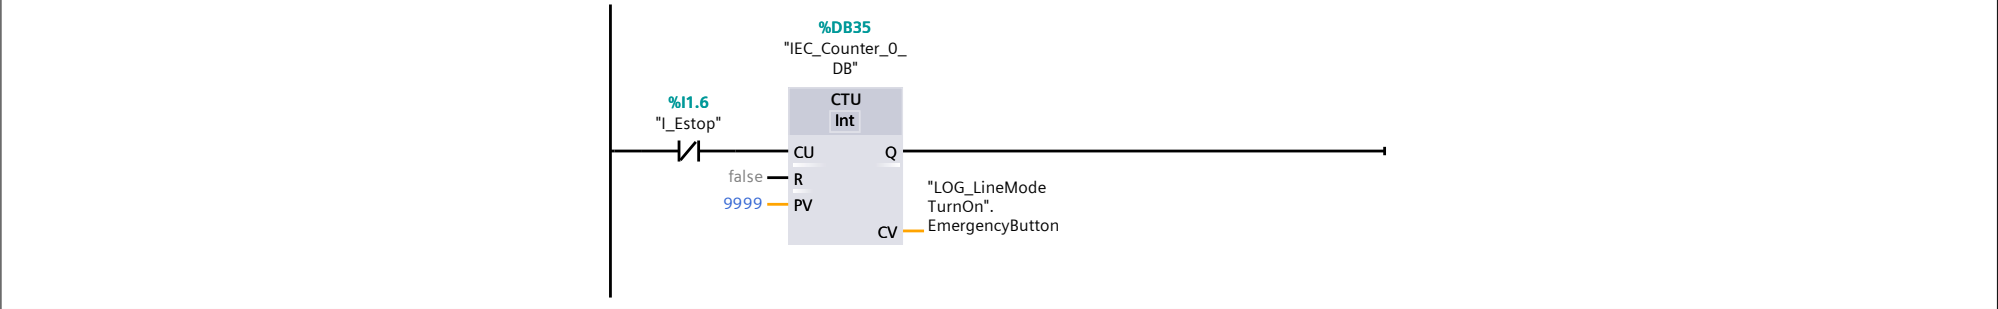 %DB35
"IEC_Counter_0_
DB"
%I1.6
"I_Estop"
CTU
Int
CU
Q
false
R
9999
PV
CV
"LOG_LineMode
TurnOn".
EmergencyButton